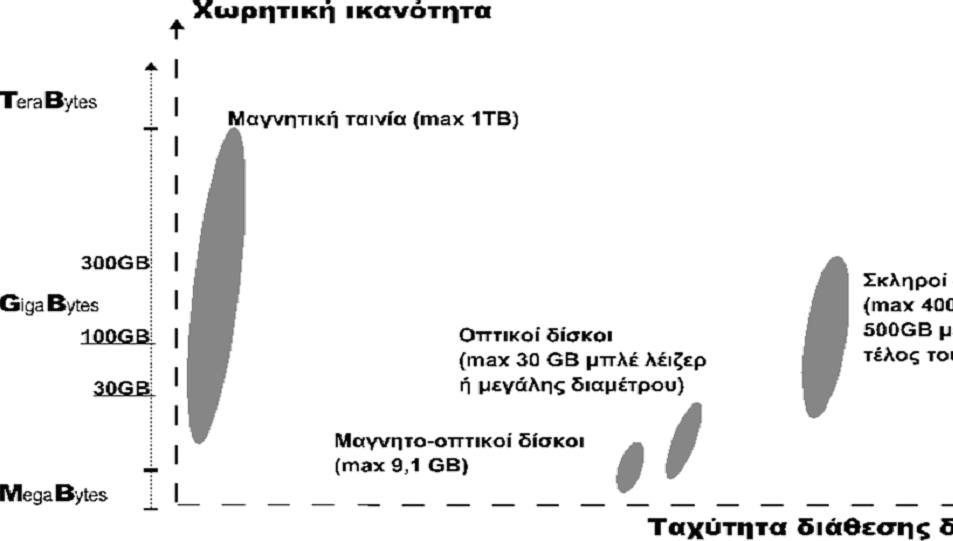 Χωρητική ικανότητα
TeraBytes
Μαγνητική ταινία (max 1TB)
300GB
GigaBytes
100GB
30GB
Σκληροί
(max 400
500GB
τέλος
Οπτικοί δίσκοι
(max 30 GB μπλέ λέιζερ
ή μεγάλης διαμέτρου)
Μαγνητο-οπτικοί δίσκοι
(max 9,1 GB)
MegaBytes
Ταχύτητα διάθεσης